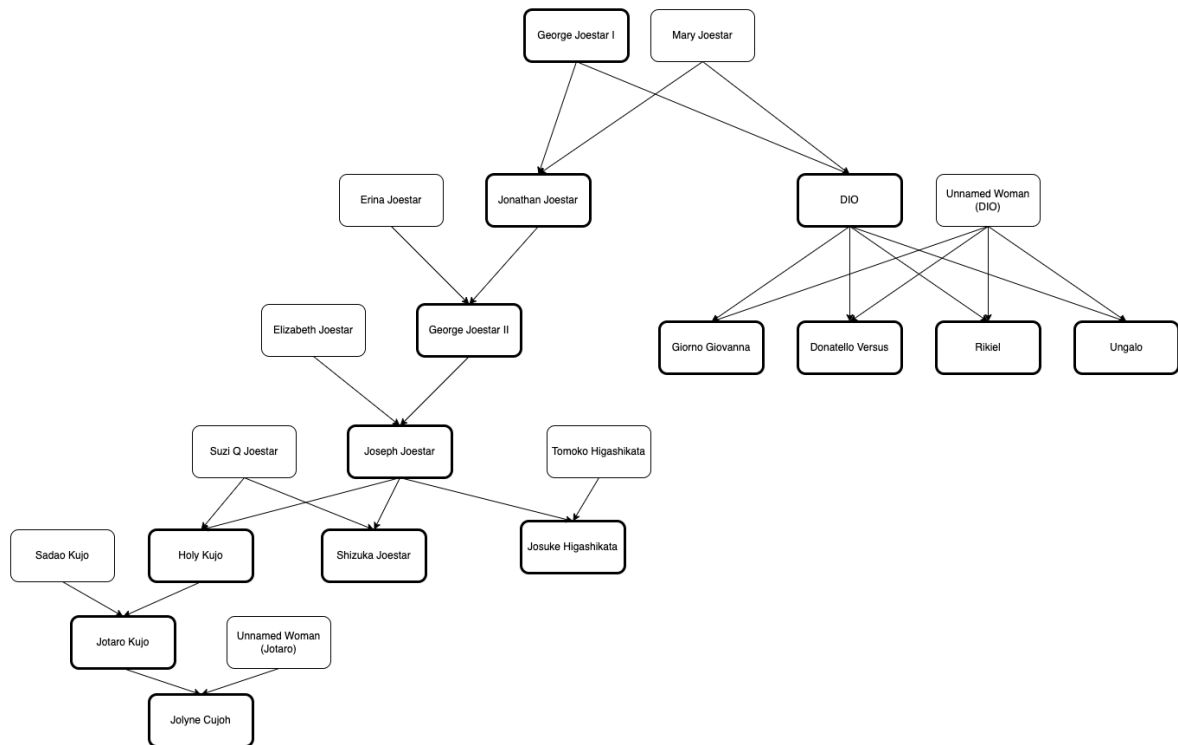 George Joestar I
Mary Joestar
Erina Joestar
Jonathan Joestar
DIO
Unnamed Woman
(DIO)
Elizabeth Joestar
George Joestar II
Giorno Giovanna
Donatello Versus
Rikiel
Ungalo
Suzi Q Joestar
Joseph Joestar
Tomoko Higashikata
Sadao Kujo
Holy Kujo
Shizuka Joestar
Josuke Higashikata
Jotaro Kujo
Unnamed Woman
(Jotaro)
Jolyne Cujoh